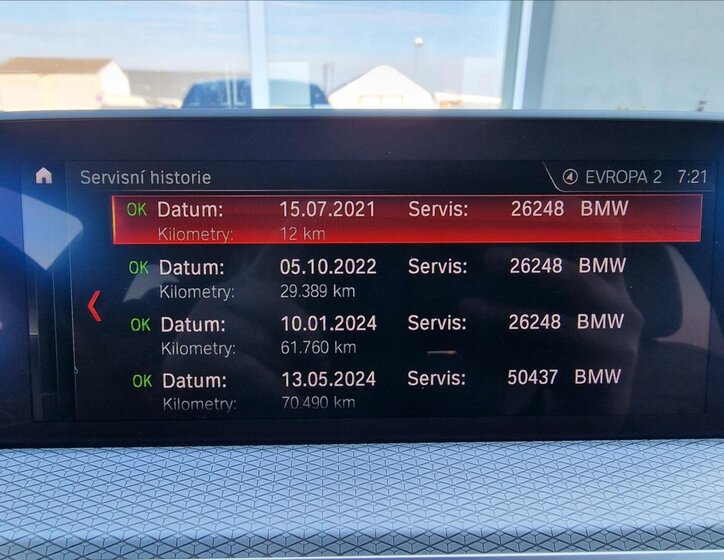 Servisní historie EVROPA 2 7:21
OK Datum: 15.07.2021 Servis: 26248 BMW
Kilometry: 12 km
OK Datum: 05.10.2022 Servis: 26248 BMW
Kilometry: 29.389 km
OK Datum: 10.01.2024 Servis: 26248 BMW
Kilometry: 61.760 km
OK Datum: 13.05.2024 Servis: 50437 BMW
Kilometry: 70.490 km